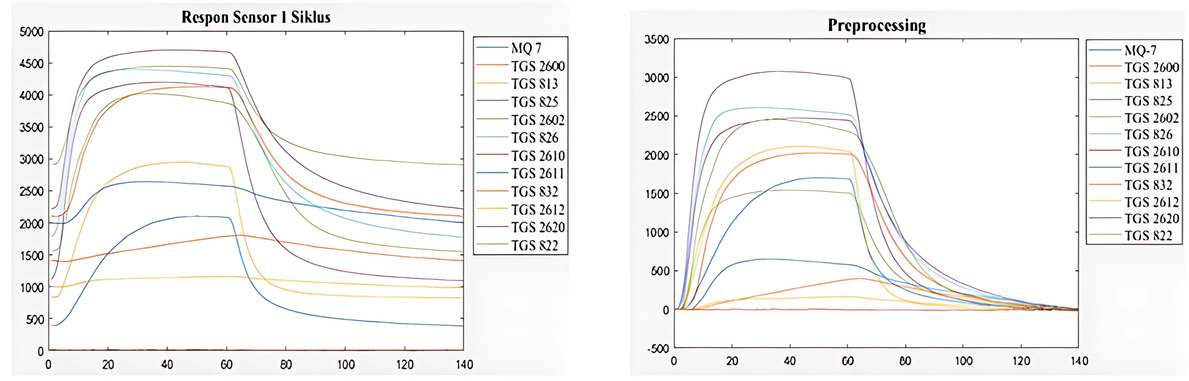 Respon Sensor 1 Siklus
5000
4500
4000
3500
3000
2500
2000
1500
1000
500
0
0 20 40 60 80 100 120 140
MQ 7
TGS 2600
TGS 813
TGS 825
TGS 2602
TGS 826
TGS 2610
TGS 2611
TGS 832
TGS 2612
TGS 2620
TGS 822
Preprocessing
3500
3000
2500
2000
1500
1000
500
0
-500
0 20 40 60 80 100 120 140
MQ-7
TGS 2600
TGS 813
TGS 825
TGS 2602
TGS 826
TGS 2610
TGS 2611
TGS 832
TGS 2612
TGS 2620
TGS 822